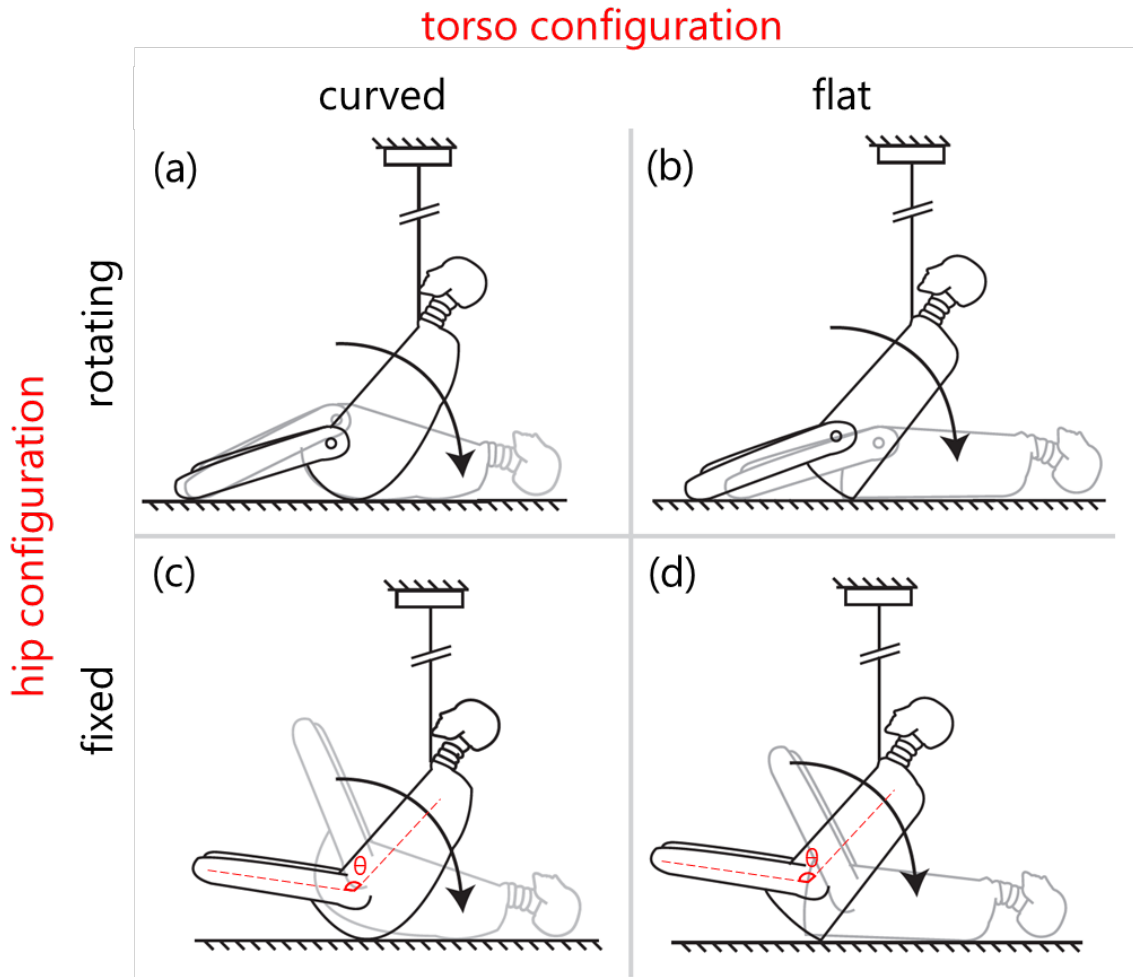 torso configuration
curved
flat
(a)
(b)
rotating
hip configuration
(c)
(d)
fixed
θ
θ